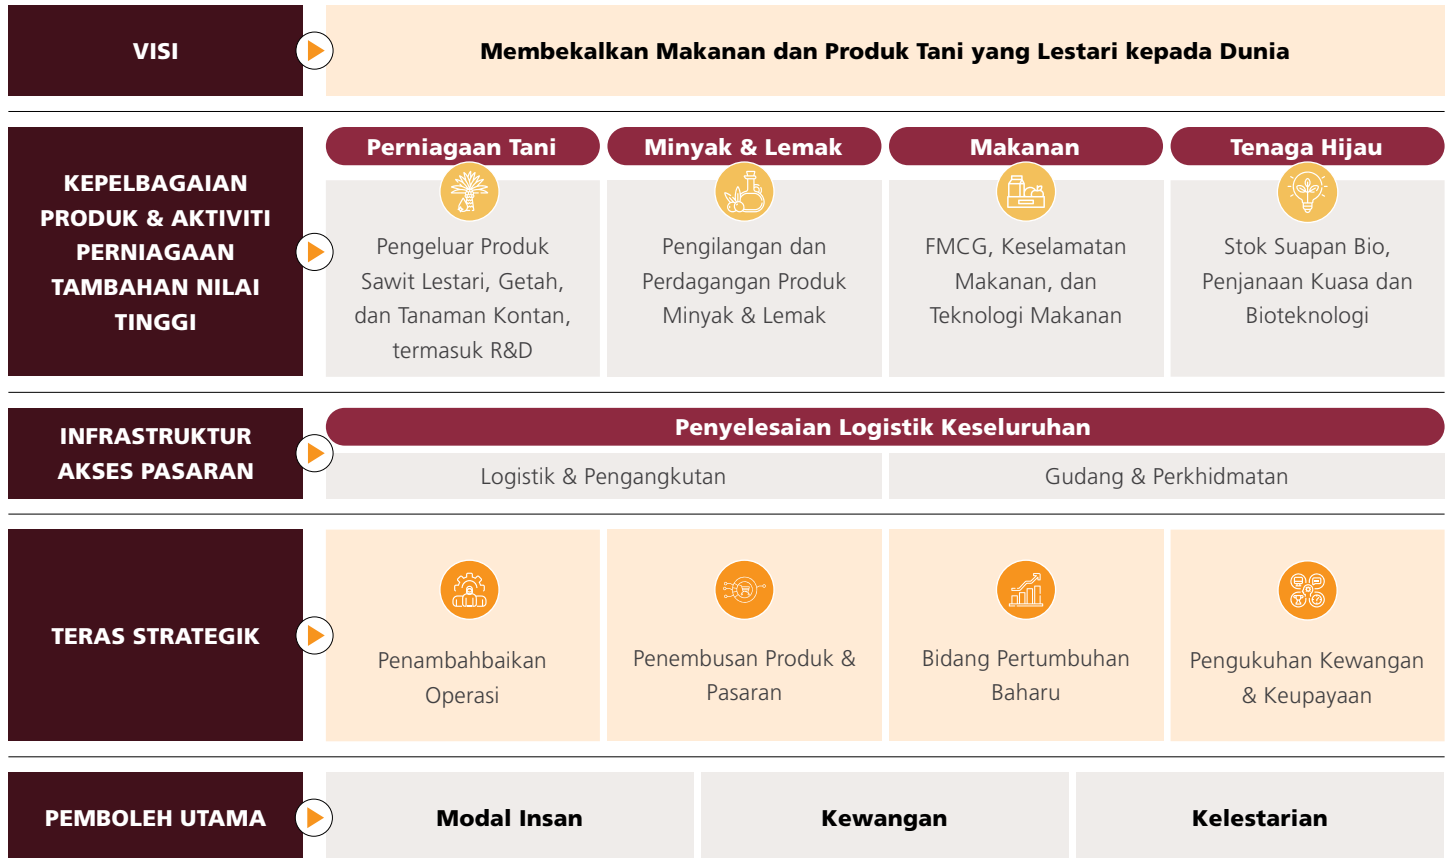 VISI
Membekalkan Makanan dan Produk Tani yang Lestari kepada Dunia
KEPELBAGAIAN
PRODUK & AKTIVITI
PERNIAGAAN
TAMBAHAN NILAI
TINGGI
Perniagaan Tani
Pengeluar Produk
Sawit Lestari, Getah,
dan Tanaman Kontan,
termasuk R&D
Minyak & Lemak
Pengilangan dan
Perdagangan Produk
Minyak & Lemak
Makanan
FMCG, Keselamatan
Makanan, dan
Teknologi Makanan
Tenaga Hijau
Stok Suapan Bio,
Penjanaan Kuasa dan
Bioteknologi
INFRASTRUKTUR
AKSES PASARAN
Penyelesaian Logistik Keseluruhan
Logistik & Pengangkutan
Gudang & Perkhidmatan
TERAS STRATEGIK
Penambahbaikan
Operasi
Penembusan Produk &
Pasaran
Bidang Pertumbuhan
Baharu
Pengukuhan Kewangan
& Keupayaan
PEMBOLEH UTAMA
Modal Insan
Kewangan
Kelestarian